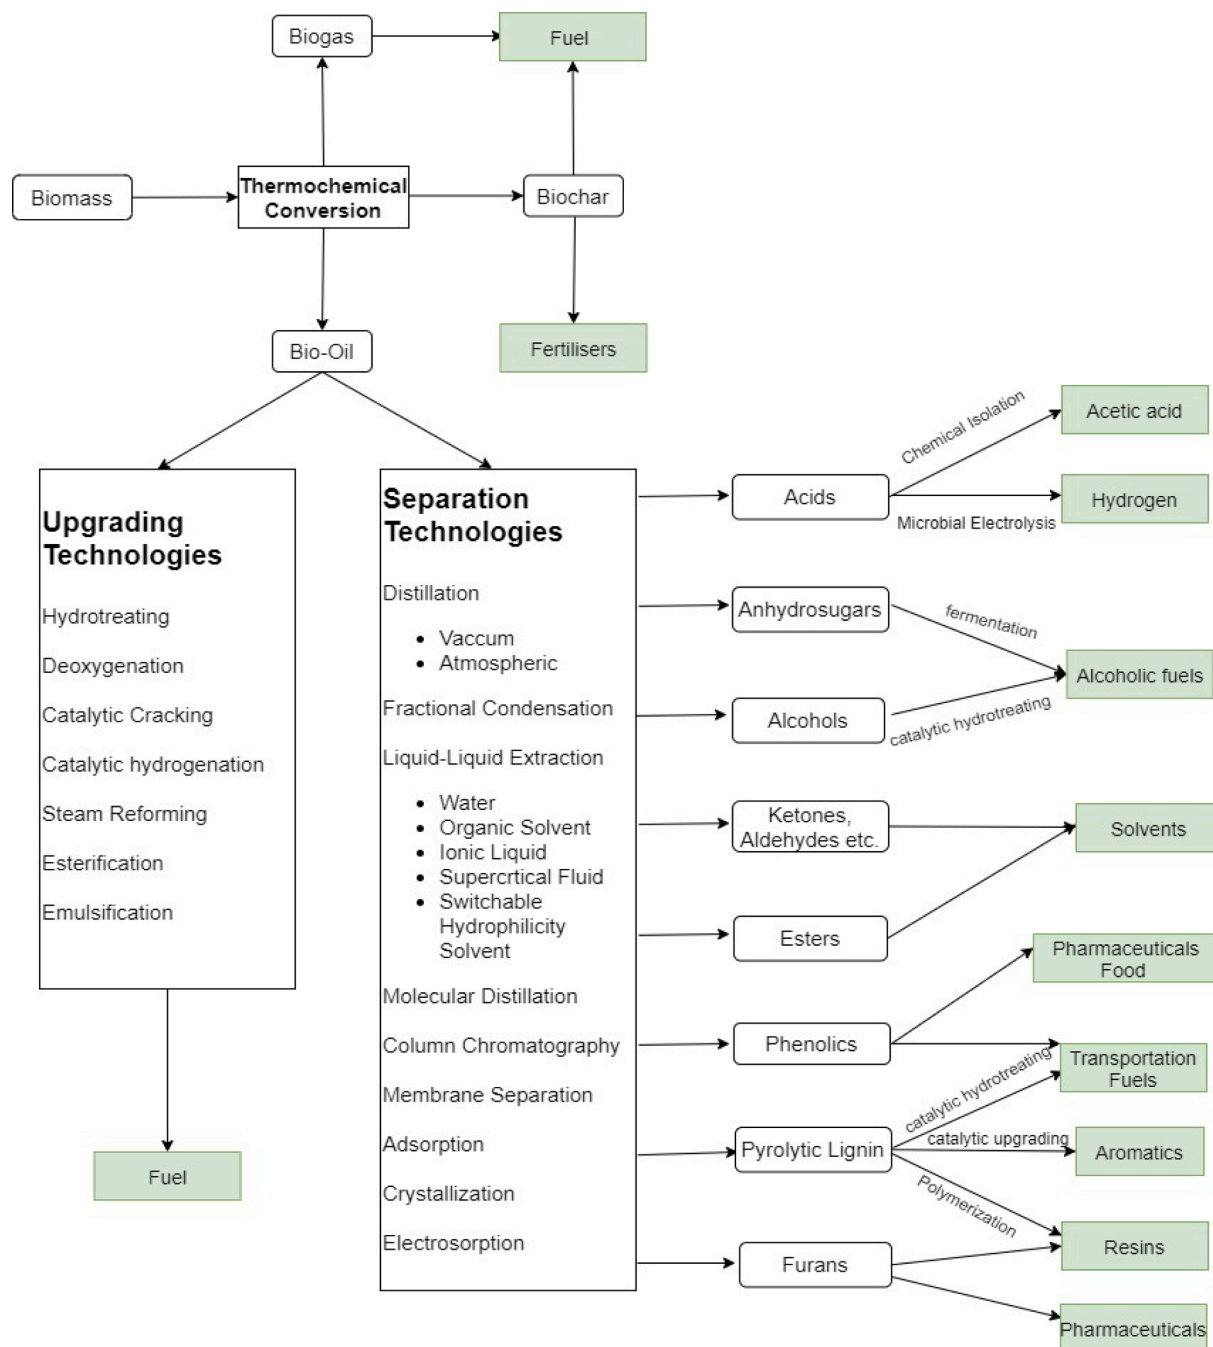 Biogas
Fuel
Biomass
Thermochemical
Conversion
Biochar
Bio-Oil
Fertilisers
Upgrading
Technologies
Hydrotreating
Deoxygenation
Catalytic Cracking
Catalytic hydrogenation
Steam Reforming
Esterification
Emulsification
Fuel
Separation
Technologies
Distillation
• Vaccum
• Atmospheric
Fractional Condensation
Liquid-Liquid Extraction
• Water
• Organic Solvent
• Ionic Liquid
• Supercrtical Fluid
• Switchable
Hydrophilicity
Solvent
Molecular Distillation
Column Chromatography
Membrane Separation
Adsorption
Crystallization
Electrosorption
Acids
Chemical Isolation
Acetic acid
Microbial Electrolysis
Hydrogen
Anhydrosugars
fermentation
Alcohols
catalytic hydrotreating
Alcoholic fuels
Ketones,
Aldehydes etc.
Esters
Solvents
Phenolics
Pharmaceuticals
Food
Transportation
Fuels
Pyrolytic Lignin
catalytic hydrotreating
catalytic upgrading
Aromatics
Polymerization
Resins
Furans
Pharmaceuticals